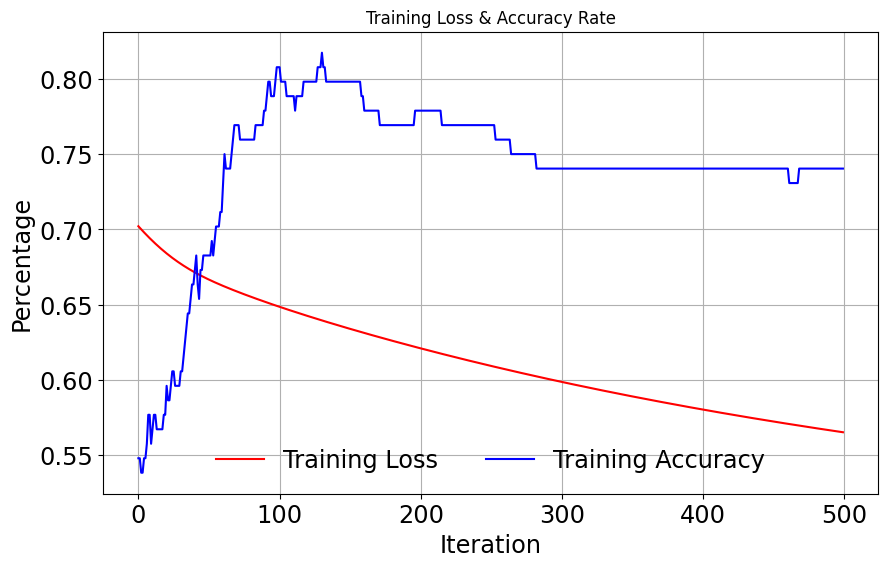 Training Loss & Accuracy Rate
0.80
0.75
0.70
0.65
0.60
0.55
Percentage
Training Loss Training Accuracy
0 100 200 300 400 500
Iteration